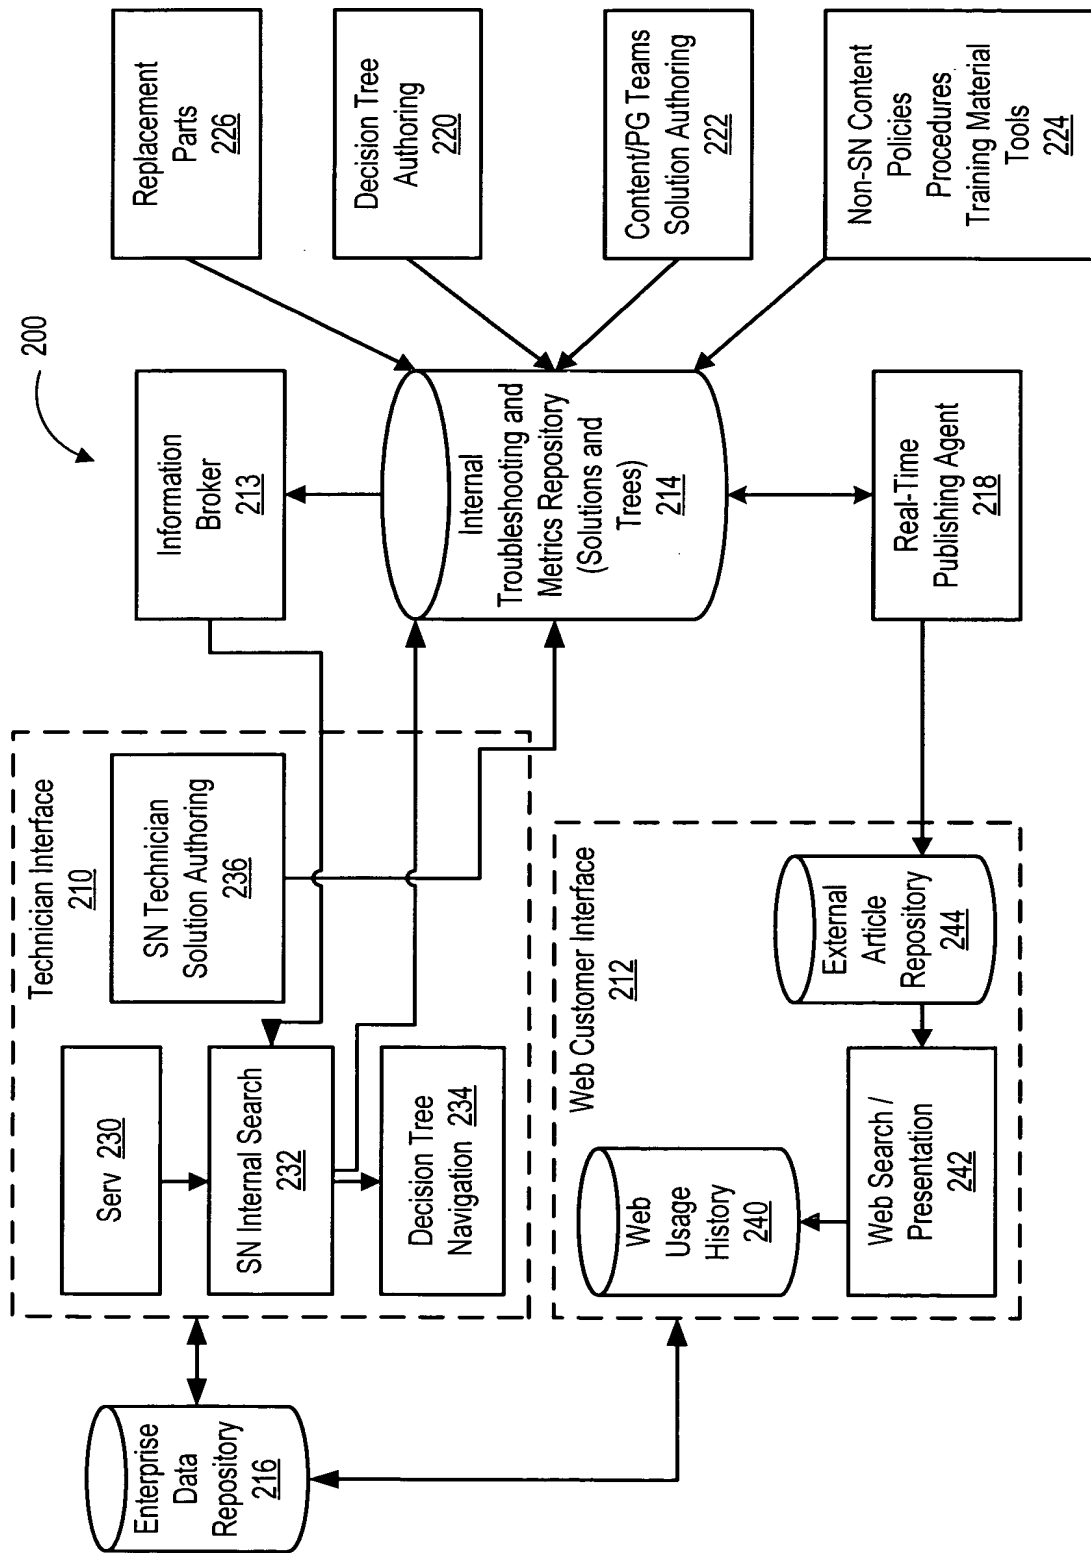 200
Technician Interface
210
Serv 230
SN Internal Search
232
Decision Tree
Navigation 234
SN Technician
Solution Authoring
236
Enterprise
Data
Repository
216
Web Customer Interface
212
Web
Usage
History
240
Web Search /
Presentation
242
External
Article
Repository
244
Information
Broker
213
Internal
Troubleshooting and
Metrics Repository
(Solutions and
Trees)
214
Real-Time
Publishing Agent
218
Replacement
Parts
226
Decision Tree
Authoring
220
Content/PG Teams
Solution Authoring
222
Non-SN Content
Policies
Procedures
Training Material
Tools
224